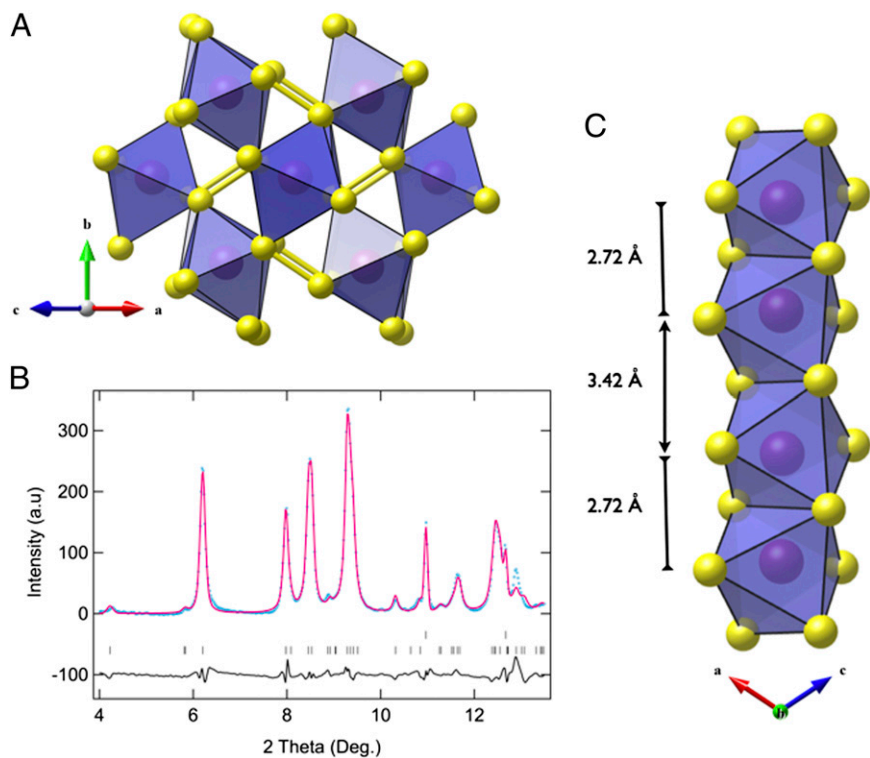 A
b
c
a
B
300
200
100
0
-100
Intensity (a.u)
4
6
8
10
12
2 Theta (Deg.)
C
2.72 Å
3.42 Å
2.72 Å
a
c
b